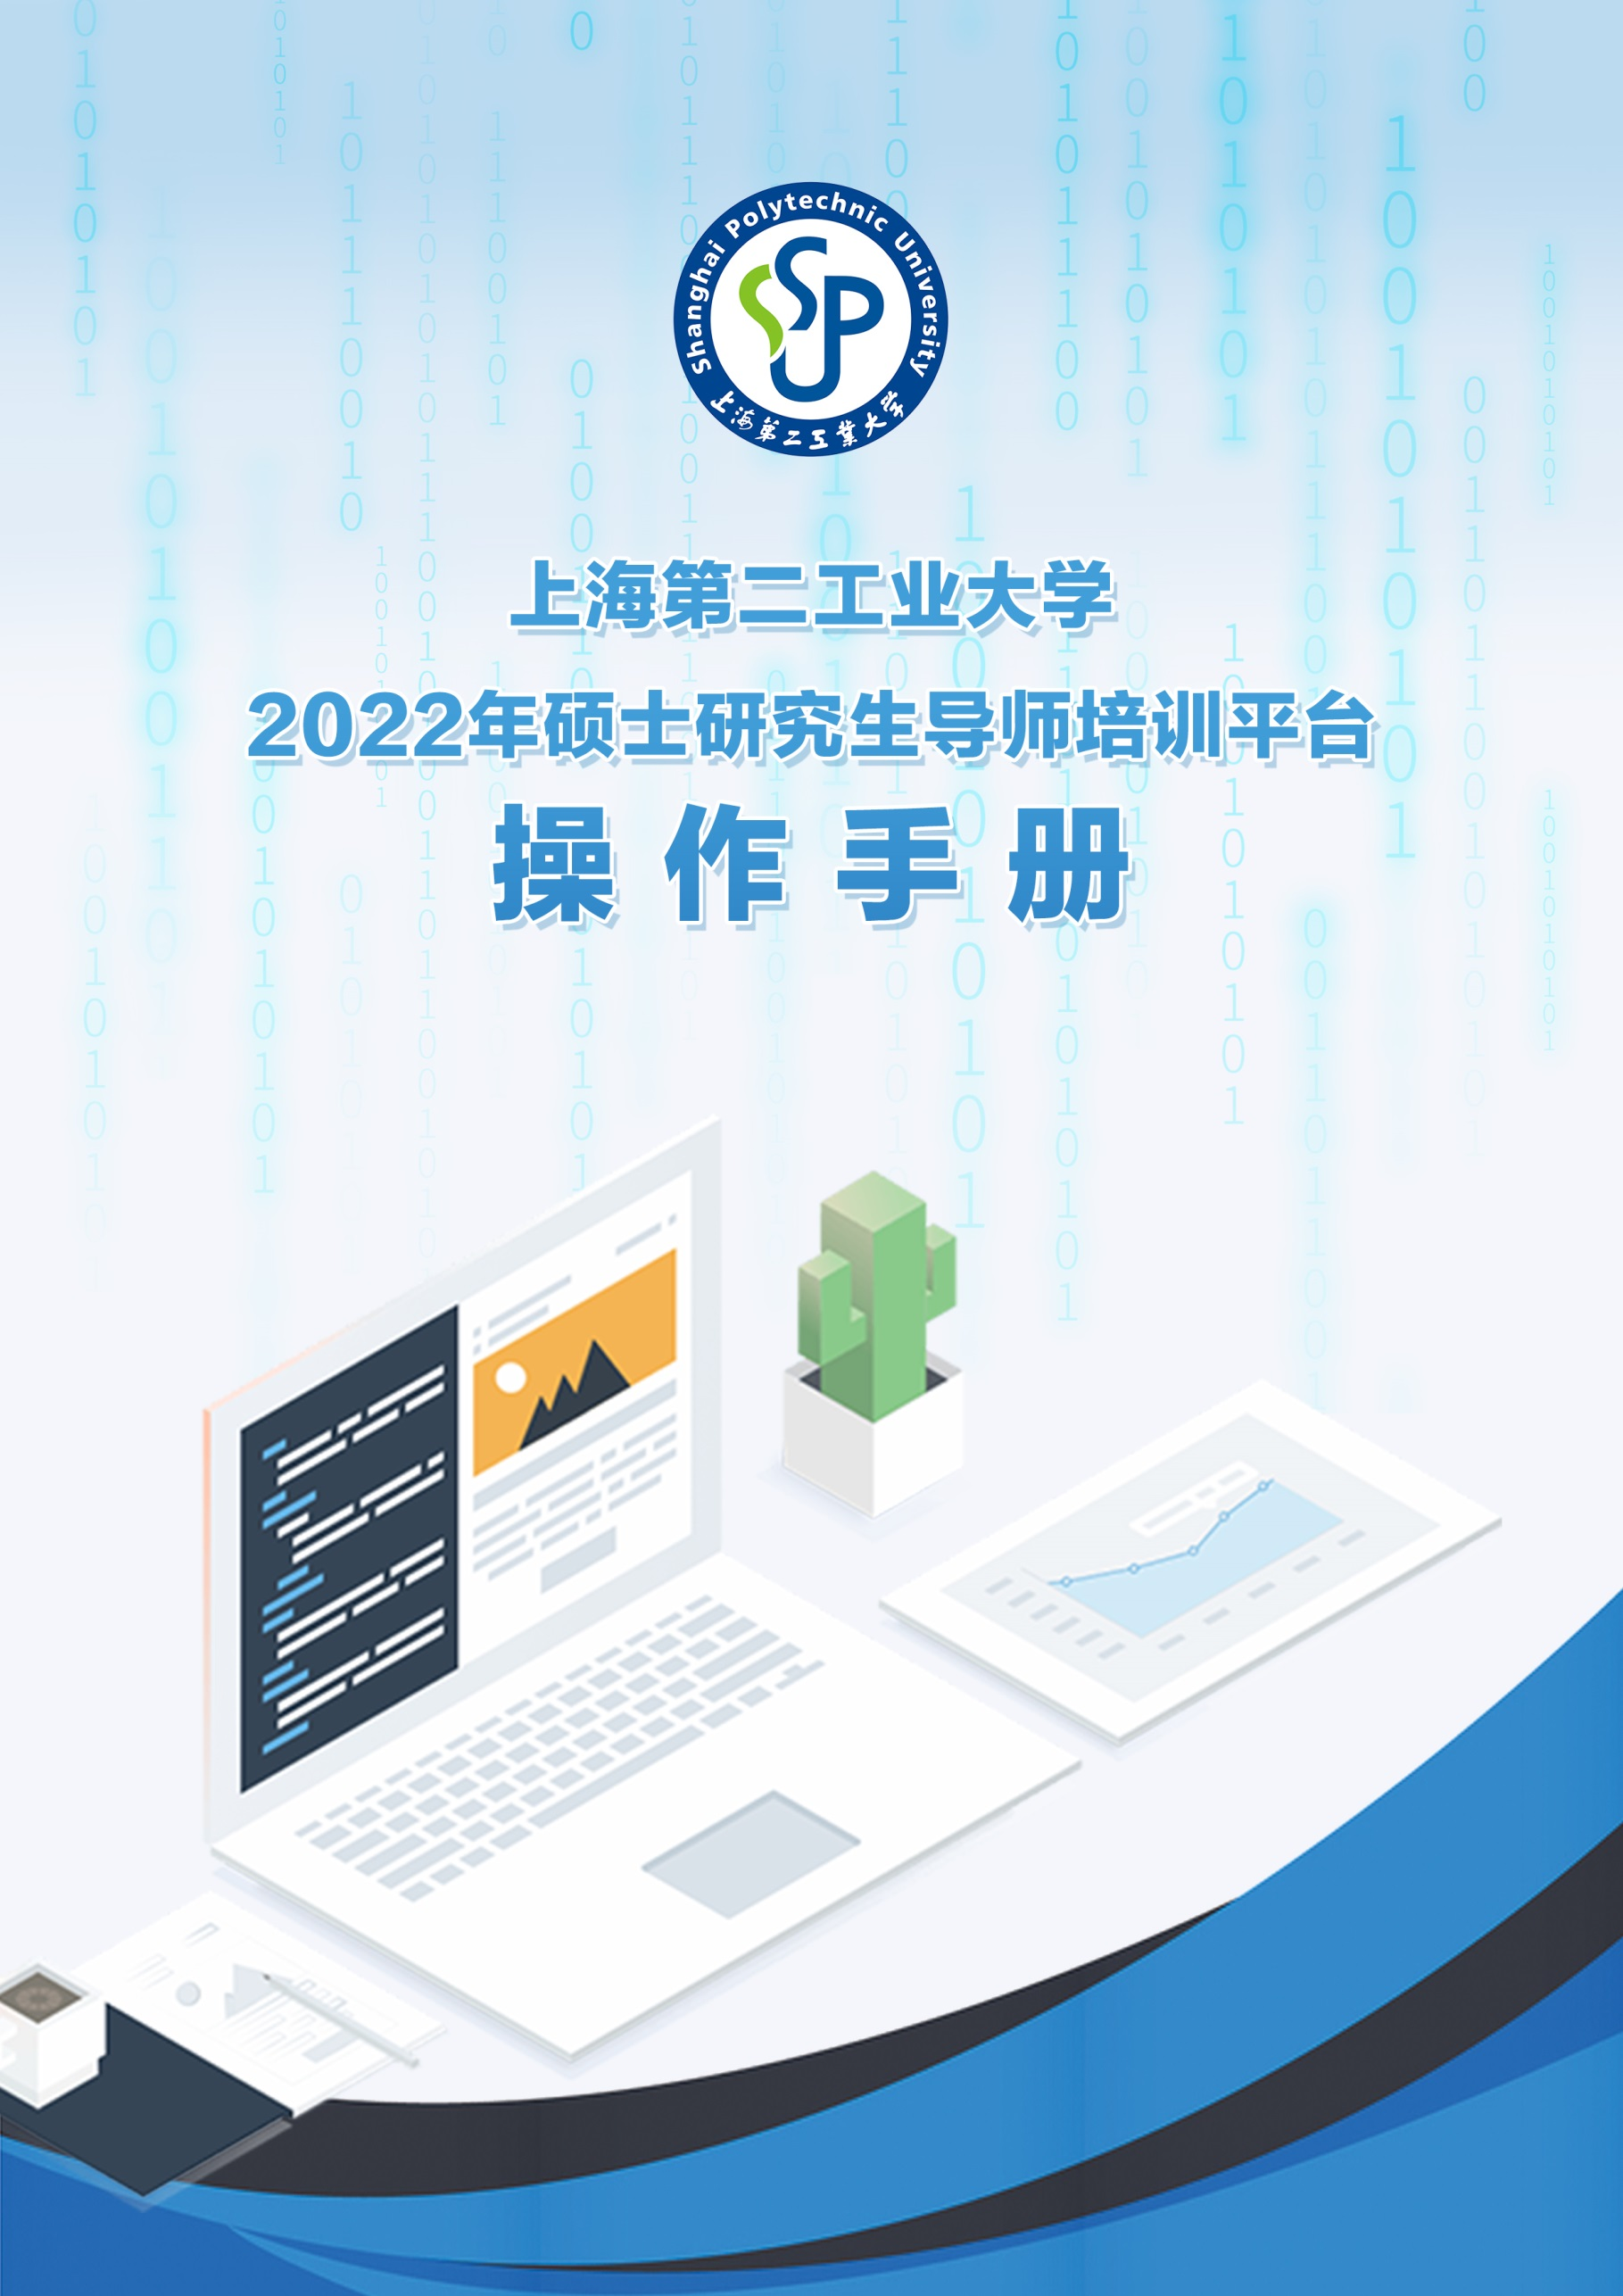 Shanghai Polytechnic University
上海第二工業大学
上海第二工业大学
2022年硕士研究生导师培训平台
操作手册